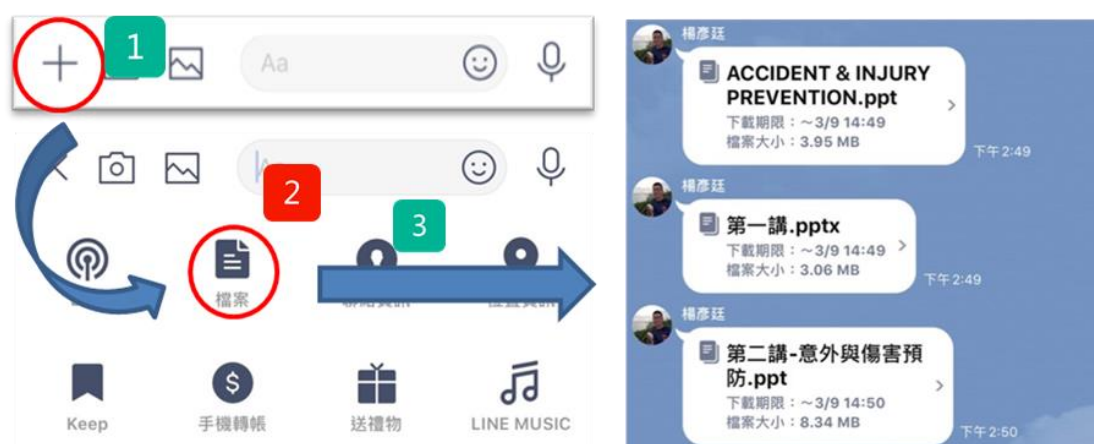 1
Aa
2
3
檔案
Keep
手機轉帳
送禮物
LINE MUSIC
楊彥廷
ACCIDENT & INJURY
PREVENTION.ppt
下載期限：～3/9 14:49
檔案大小：3.95 MB
下午2:49
楊彥廷
第一講.pptx
下載期限：～3/9 14:49
檔案大小：3.06 MB
下午2:49
楊彥廷
第二講-意外與傷害預
防.ppt
下載期限：～3/9 14:50
檔案大小：8.34 MB
下午2:50